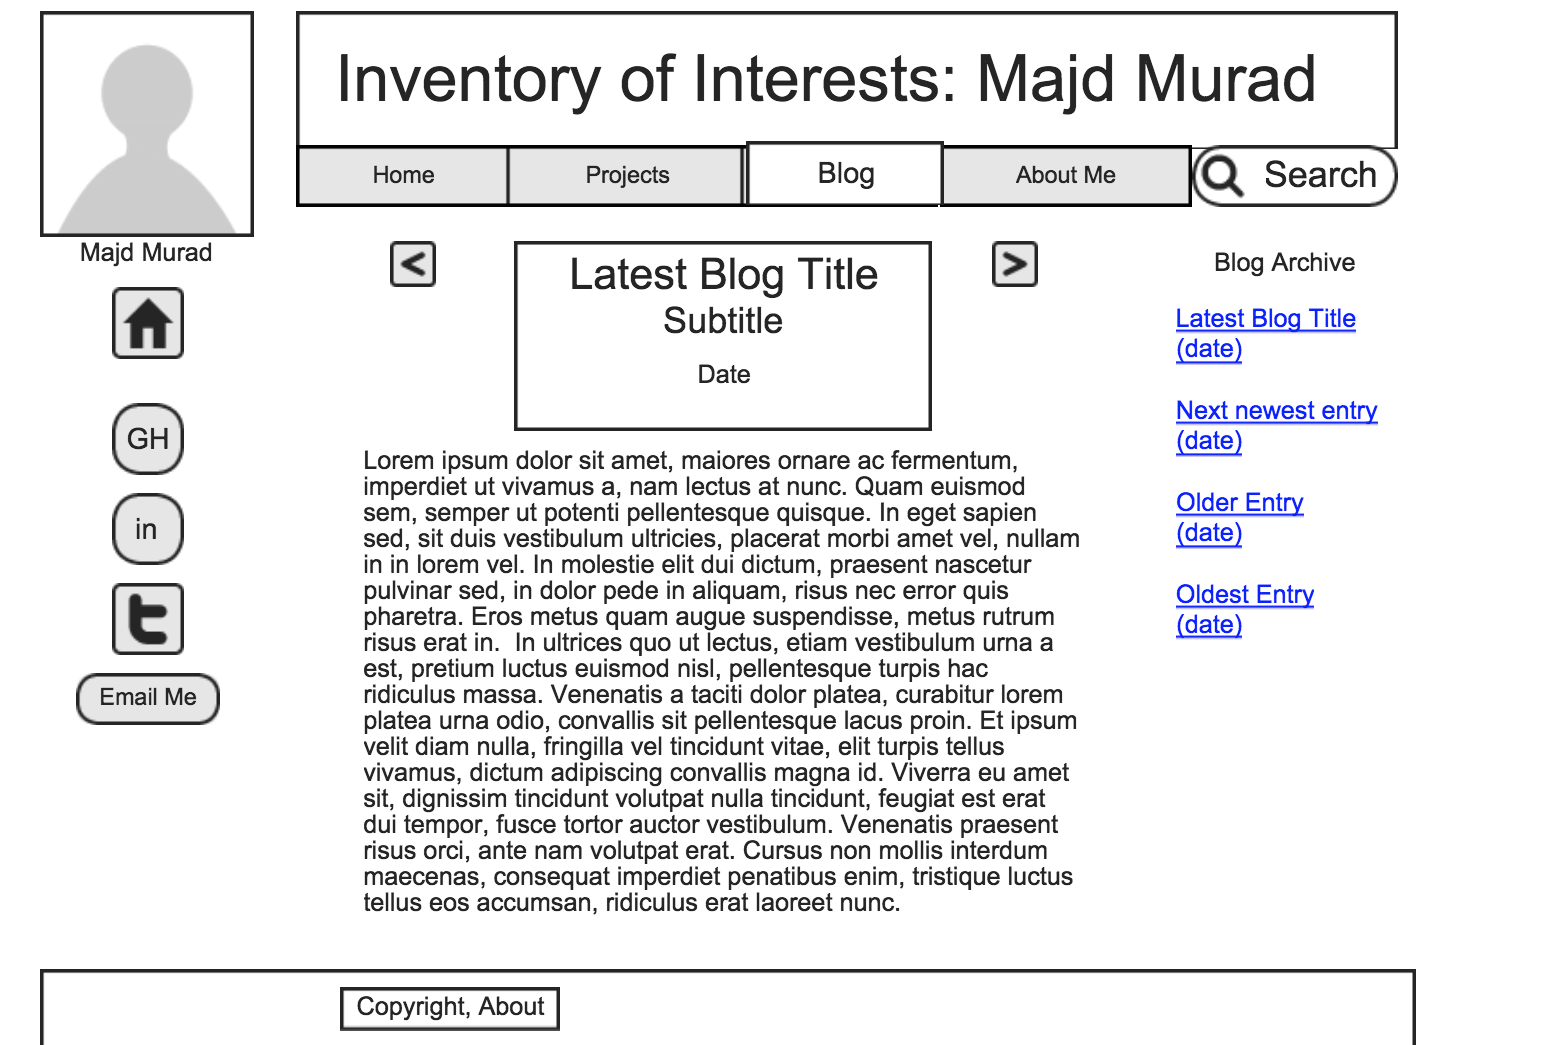 Inventory of Interests: Majd Murad
Home
Projects
Blog
About Me
Search
Majd Murad
GH
in
t
Email Me
<
Latest Blog Title
Subtitle
Date
>
Lorem ipsum dolor sit amet, maiores ornare ac fermentum,
imperdiet ut vivamus a, nam lectus at nunc. Quam euismod
sem, semper ut potenti pellentesque quisque. In eget sapien
sed, sit duis vestibulum ultricies, placerat morbi amet vel, nullam
in in lorem vel. In molestie elit dui dictum, praesent nascetur
pulvinar sed, in dolor pede in aliquam, risus nec error quis
pharetra. Eros metus quam augue suspendisse, metus rutrum
risus erat in.  In ultrices quo ut lectus, etiam vestibulum urna a
est, pretium luctus euismod nisl, pellentesque turpis hac
ridiculus massa. Venenatis a taciti dolor platea, curabitur lorem
platea urna odio, convallis sit pellentesque lacus proin. Et ipsum
velit diam nulla, fringilla vel tincidunt vitae, elit turpis tellus
vivamus, dictum adipiscing convallis magna id. Viverra eu amet
sit, dignissim tincidunt volutpat nulla tincidunt, feugiat est erat
dui tempor, fusce tortor auctor vestibulum. Venenatis praesent
risus orci, ante nam volutpat erat. Cursus non mollis interdum
maecenas, consequat imperdiet penatibus enim, tristique luctus
tellus eos accumsan, ridiculus erat laoreet nunc.
Blog Archive
Latest Blog Title
(date)
Next newest entry
(date)
Older Entry
(date)
Oldest Entry
(date)
Copyright, About